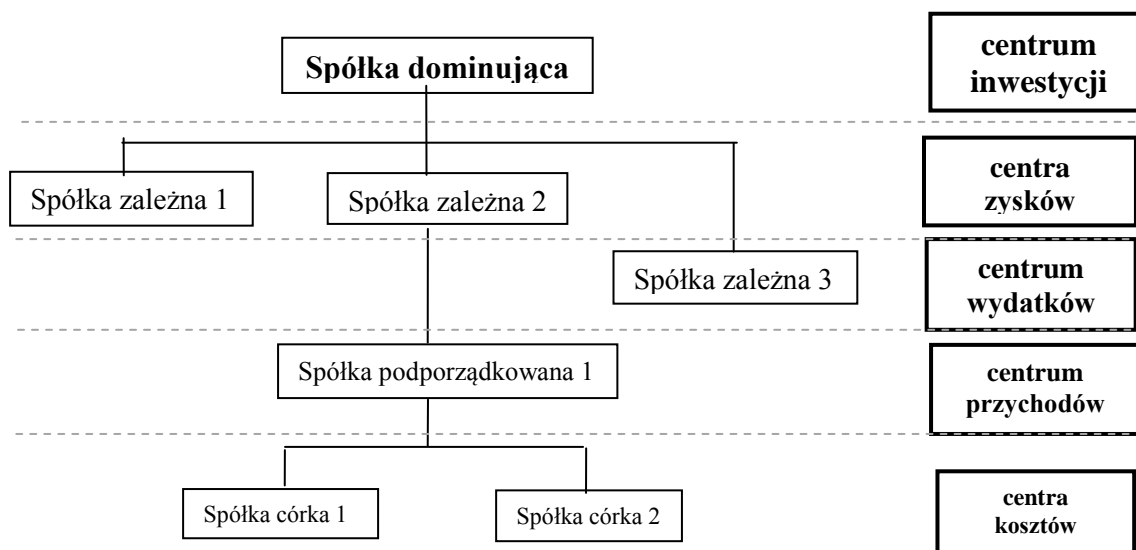 Spółka dominująca
centrum
inwestycji
Spółka zależna 1
Spółka zależna 2
centra
zysków
Spółka zależna 3
centrum
wydatków
Spółka podporządkowana 1
centrum
przychodów
Spółka córka 1
Spółka córka 2
centra
kosztów